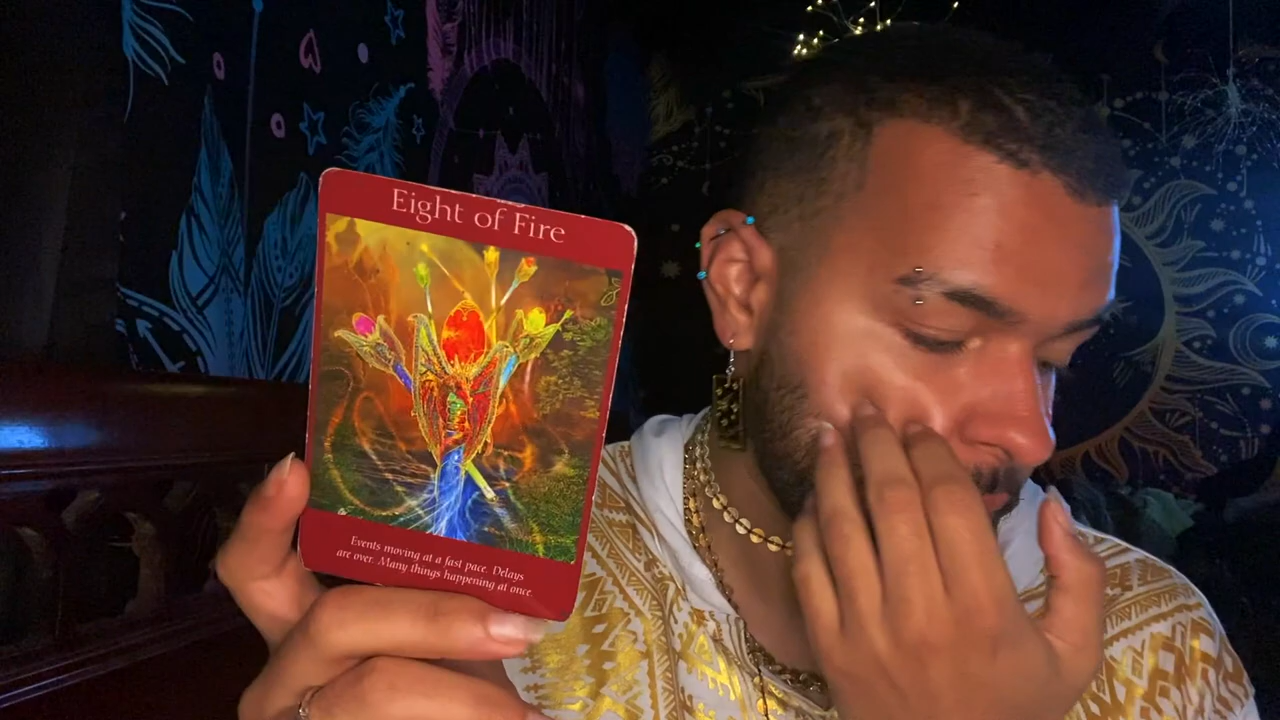 Eight of Fire
Events moving at a fast pace. Delays
are over. Many things happening at once.